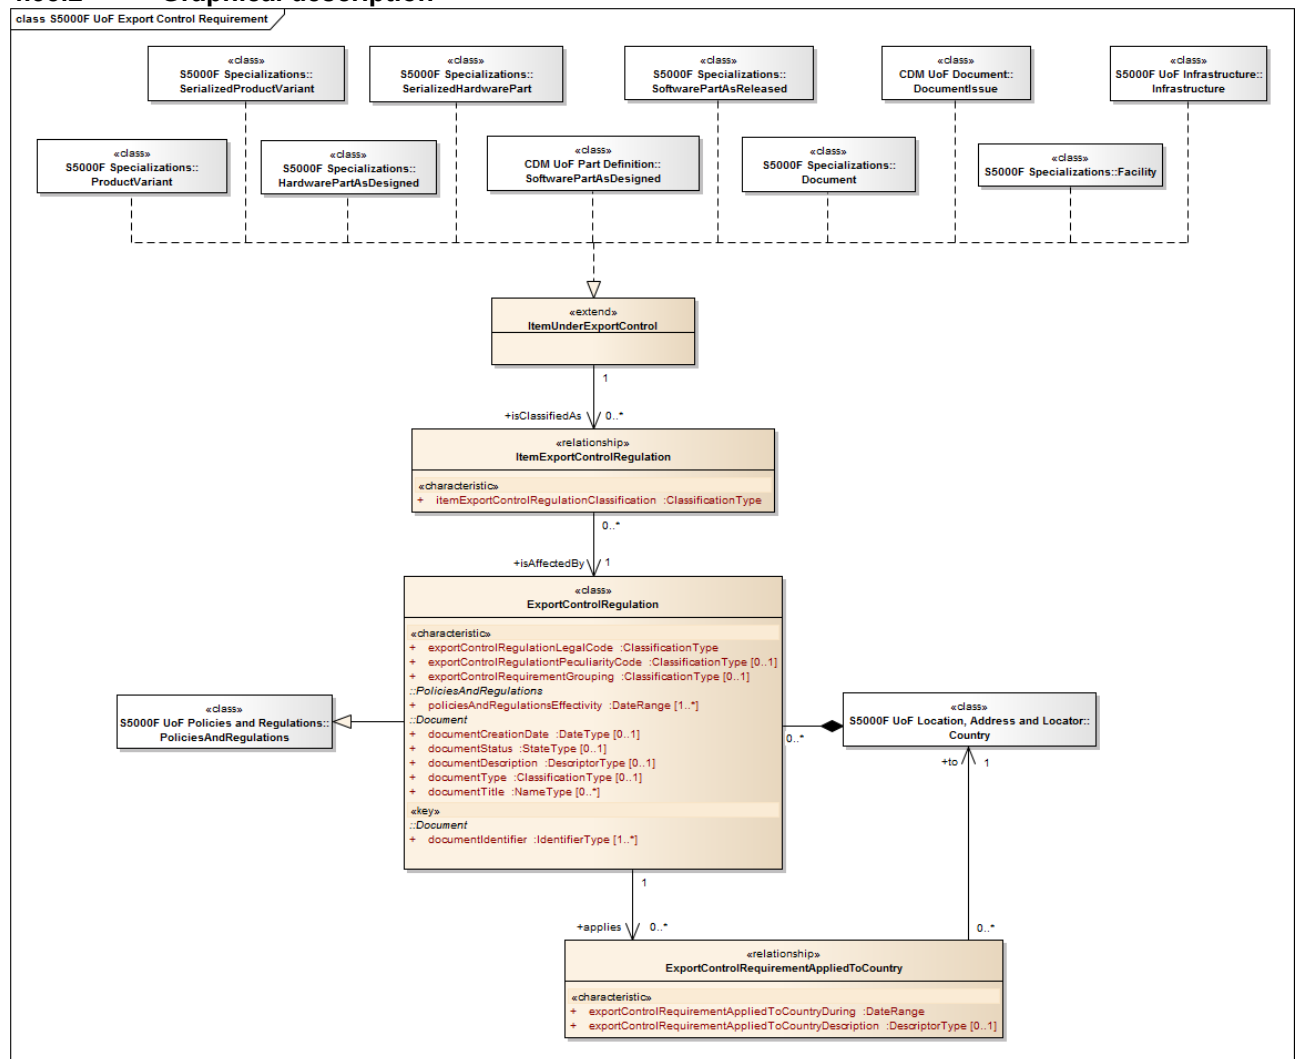 class S5000F UoF Export Control Requirement
«class»
S5000F Specializations::
SerializedProductVariant
«class»
S5000F Specializations::
SerializedHardwarePart
«class»
S5000F Specializations::
SoftwarePartAsReleased
«class»
CDM UoF Document::
DocumentIssue
«class»
S5000F UoF Infrastructure::
Infrastructure
«class»
S5000F Specializations::
ProductVariant
«class»
S5000F Specializations::
HardwarePartAsDesigned
«class»
CDM UoF Part Definition::
SoftwarePartAsDesigned
«class»
S5000F Specializations::
Document
«class»
S5000F Specializations::Facility
«extend»
ItemUnderExportControl
1
+isClassifiedAs 0..*
«relationship»
ItemExportControlRegulation
«characteristic»
+ itemExportControlRegulationClassification :ClassificationType
0..*
+isAffectedBy 1
«class»
ExportControlRegulation
«characteristic»
+ exportControlRegulationLegalCode :ClassificationType
+ exportControlRegulationtPeculiarityCode :ClassificationType [0..1]
+ exportControlRequirementGrouping :ClassificationType [0..1]
::PoliciesAndRegulations
+ policiesAndRegulationsEffectivity :DateRange [1..*]
::Document
+ documentCreationDate :DateType [0..1]
+ documentStatus :StateType [0..1]
+ documentDescription :DescriptorType [0..1]
+ documentType :ClassificationType [0..1]
+ documentTitle :NameType [0..*]
«key»
::Document
+ documentIdentifier :IdentifierType [1..*]
«class»
S5000F UoF Policies and Regulations::
PoliciesAndRegulations
0..*
«class»
S5000F UoF Location, Address and Locator::
Country
+to 1
1
+applies 0..*
0..*
«relationship»
ExportControlRequirementAppliedToCountry
«characteristic»
+ exportControlRequirementAppliedToCountryDuring :DateRange
+ exportControlRequirementAppliedToCountryDescription :DescriptorType [0..1]